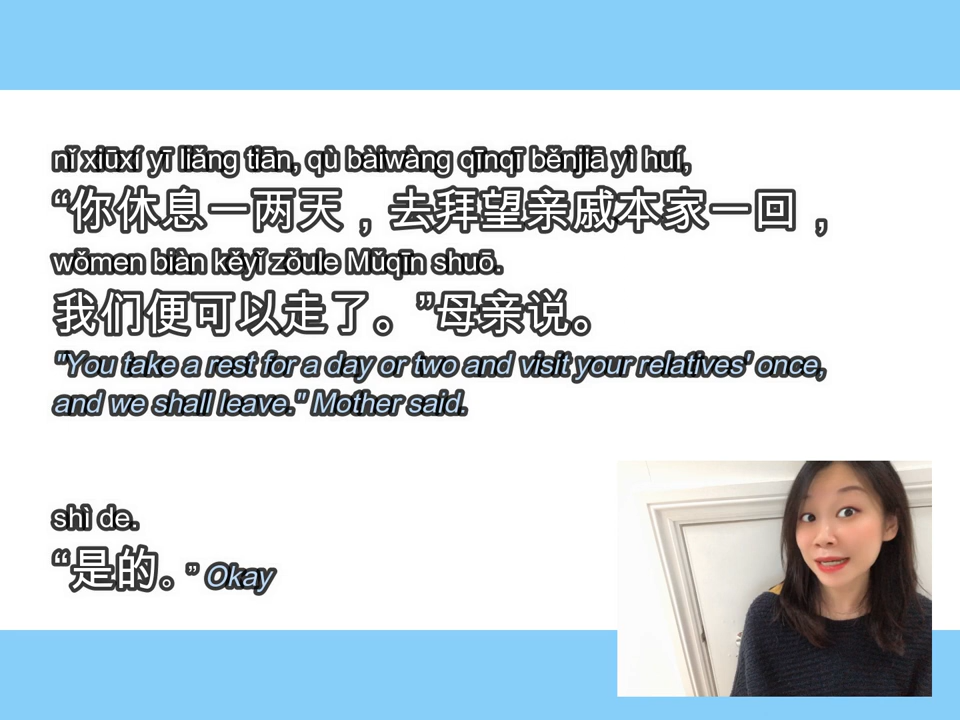 nǐ xiūxí yī liǎng tiān, qù bàiwàng qīnqī běnjiā yì huí,
“你休息一两天，去拜望亲戚本家一回，
wǒmen biàn kěyǐ zǒule Mǔqīn shuō.
我们便可以走了。”母亲说。
"You take a rest for a day or two and visit your relatives' once,
and we shall leave." Mother said.
shì de.
“是的。” Okay